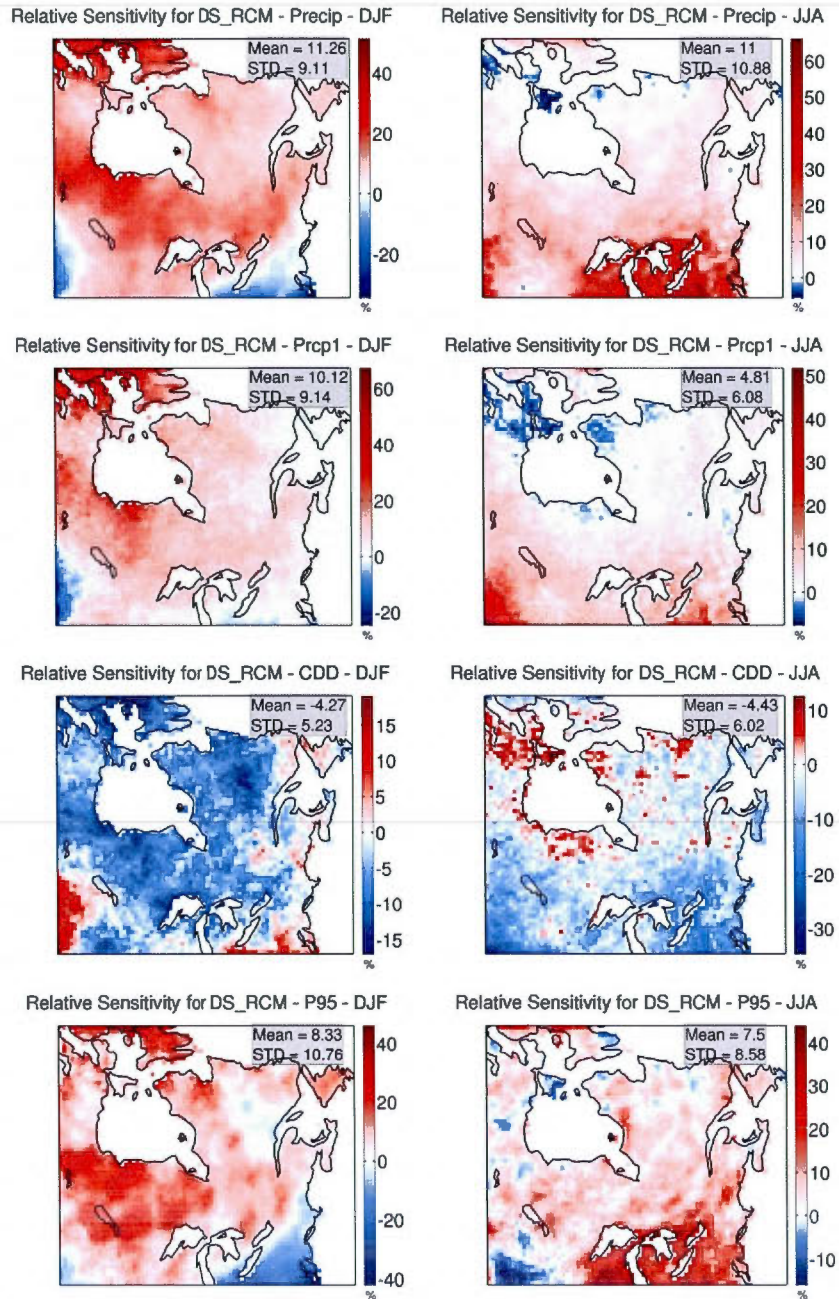 Relative Sensitivity for DS_RCM - Precip - DJF
Mean = 11.26
STD = 9.11
40
20
0
-20
%
Relative Sensitivity for DS_RCM - Precip - JJA
Mean = 11
STD = 10.88
60
50
40
30
20
10
0
%
Relative Sensitivity for DS_RCM - Prcp1 - DJF
Mean = 10.12
STD = 9.14
60
40
20
0
-20
%
Relative Sensitivity for DS_RCM - Prcp1 - JJA
Mean = 4.81
STD = 6.08
50
40
30
20
10
0
%
Relative Sensitivity for DS_RCM - CDD - DJF
Mean = -4.27
STD = 5.23
15
10
5
0
-5
-10
-15
%
Relative Sensitivity for DS_RCM - CDD - JJA
Mean = -4.43
STD = 6.02
10
0
-10
-20
-30
%
Relative Sensitivity for DS_RCM - P95 - DJF
Mean = 8.33
STD = 10.76
40
20
0
-20
-40
%
Relative Sensitivity for DS_RCM - P95 - JJA
Mean = 7.5
STD = 8.58
40
30
20
10
0
-10
%